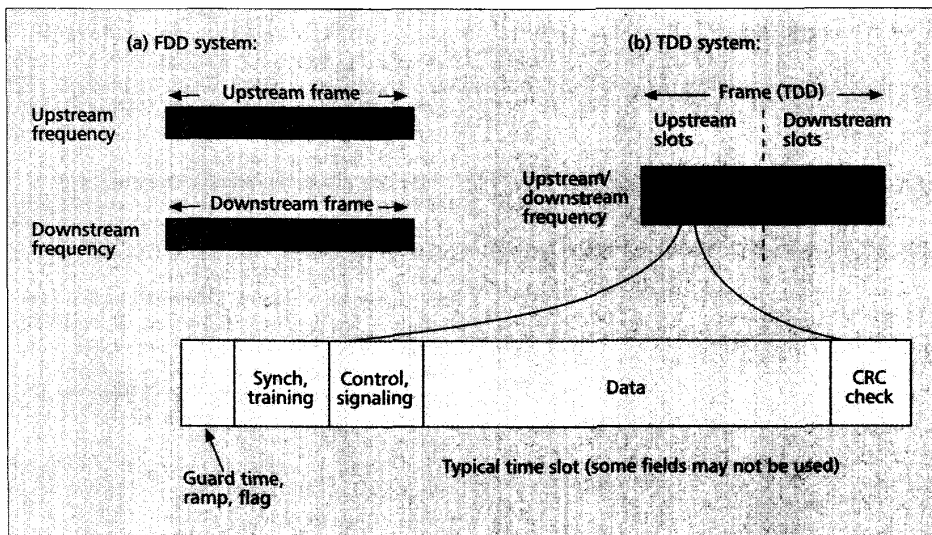 (a) FDD system:
Upstream frame
Upstream
frequency
Downstream frame
Downstream
frequency
(b) TDD system:
Frame (TDD)
Upstream
slots
Downstream
slots
Upstream/
downstream
frequency
Synch,
training
Control,
signaling
Data
CRC
check
Guard time,
ramp, flag
Typical time slot (some fields may not be used)